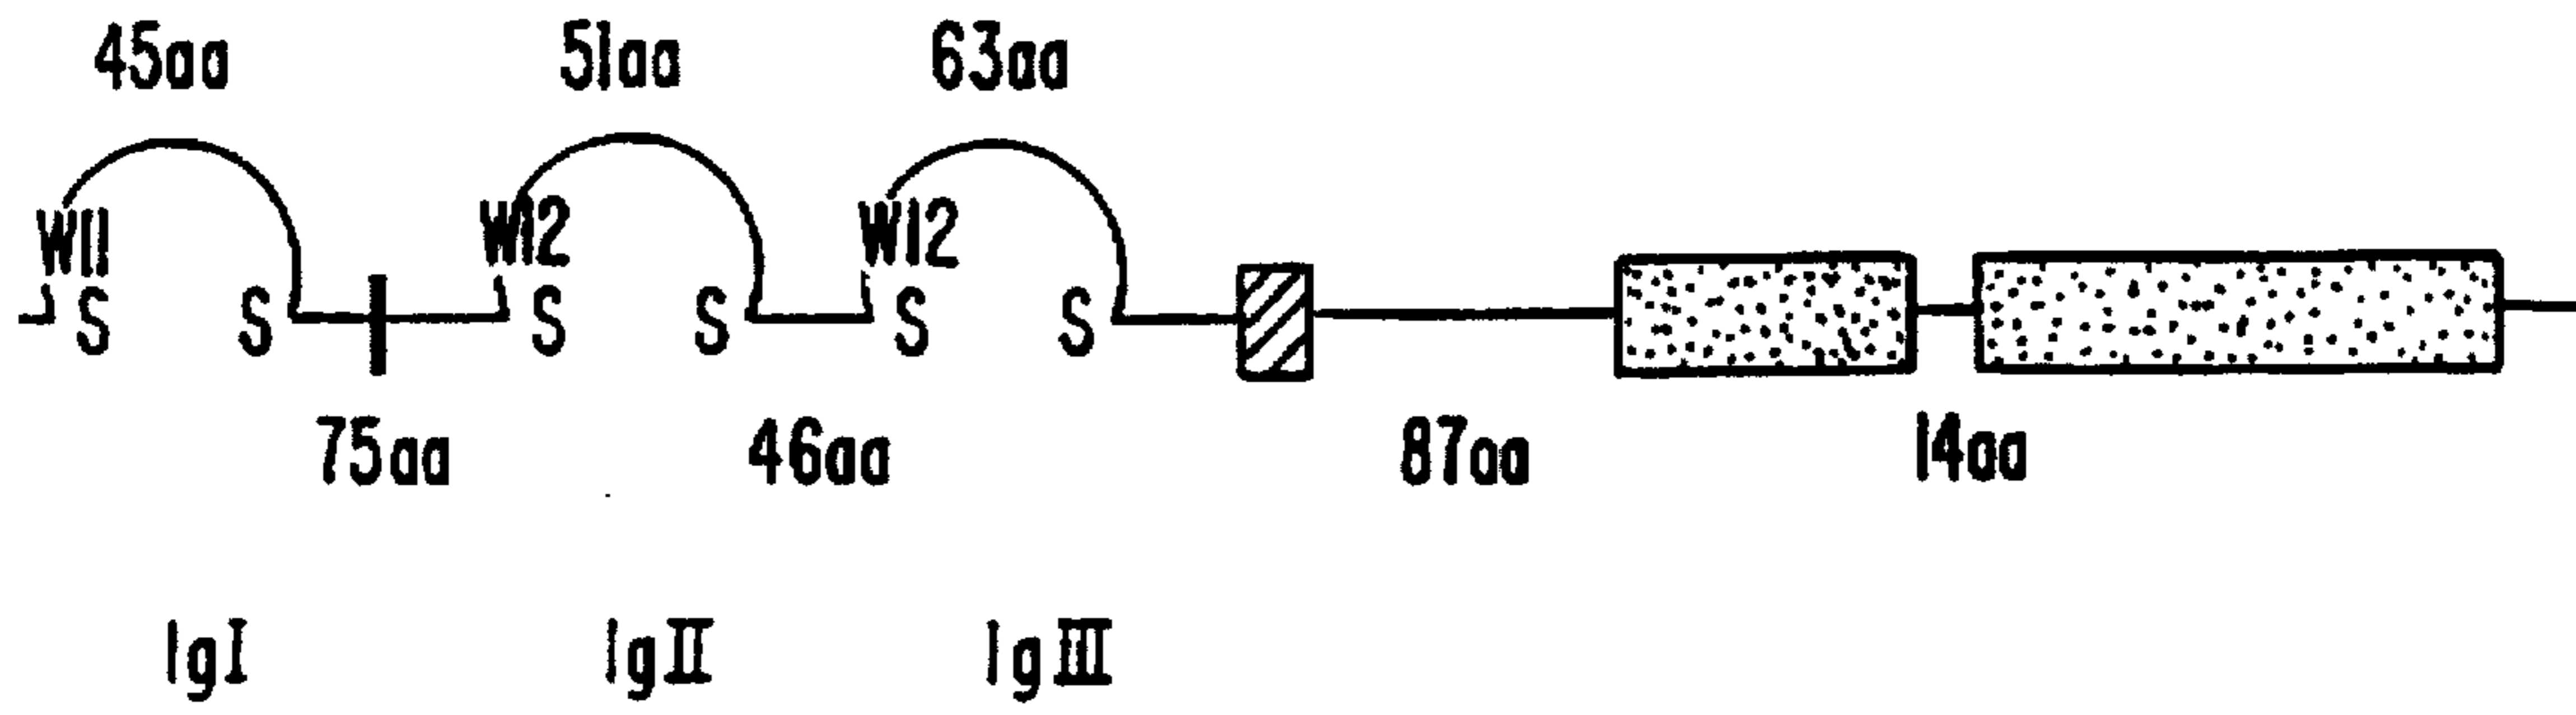 45aa 51aa 63aa
W11 W12 W12
S S S S S S
75aa 46aa 87aa 14aa
IgI IgII IgIII